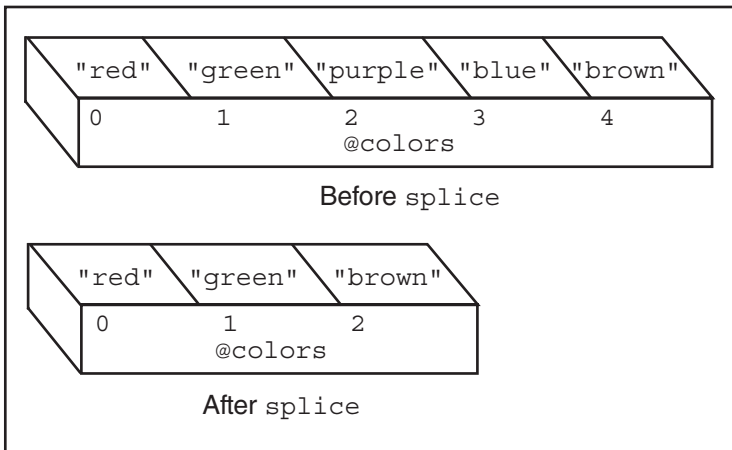 "red" "green" "purple" "blue" "brown"
0 1 2 3 4
@colors
Before splice
"red" "green" "brown"
0 1 2
@colors
After splice